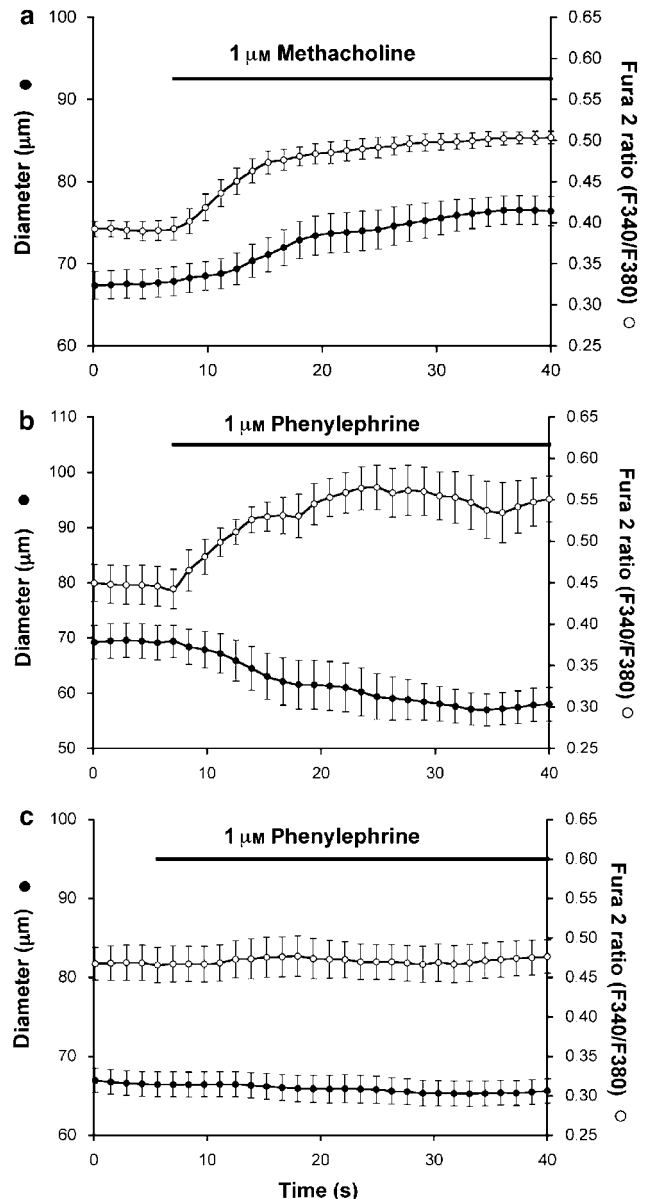 a
1 μM Methacholine
Diameter (μm) ●
100
90
80
70
60
0.65
0.60
0.55
0.50
0.45
0.40
0.35
0.30
0.25
Fura 2 ratio (F340/F380) ○
0 10 20 30 40
b
1 μM Phenylephrine
Diameter (μm) ●
110
100
90
80
70
60
50
0.65
0.60
0.55
0.50
0.45
0.40
0.35
0.30
0.25
Fura 2 ratio (F340/F380) ○
0 10 20 30 40
c
1 μM Phenylephrine
Diameter (μm) ●
100
90
80
70
60
0.65
0.60
0.55
0.50
0.45
0.40
0.35
0.30
0.25
Fura 2 ratio (F340/F380) ○
0 10 20 30 40
Time (s)